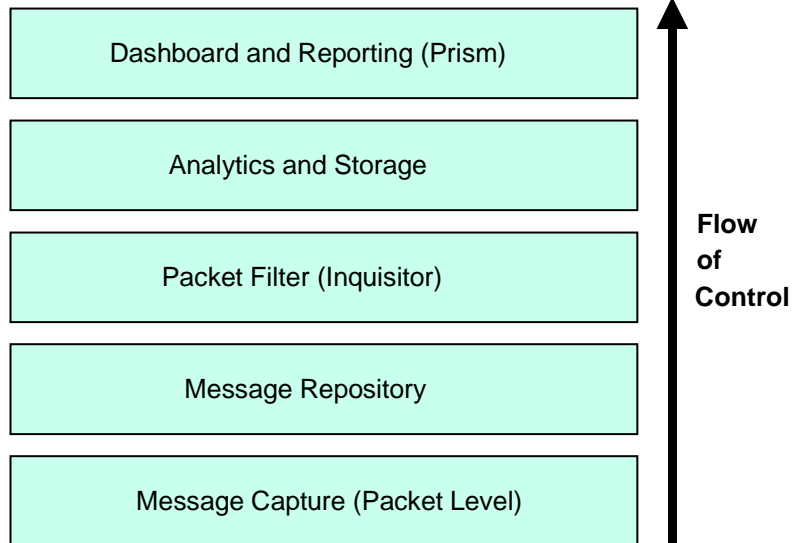 Dashboard and Reporting (Prism)
Analytics and Storage
Packet Filter (Inquisitor)
Message Repository
Message Capture (Packet Level)
Flow
of
Control